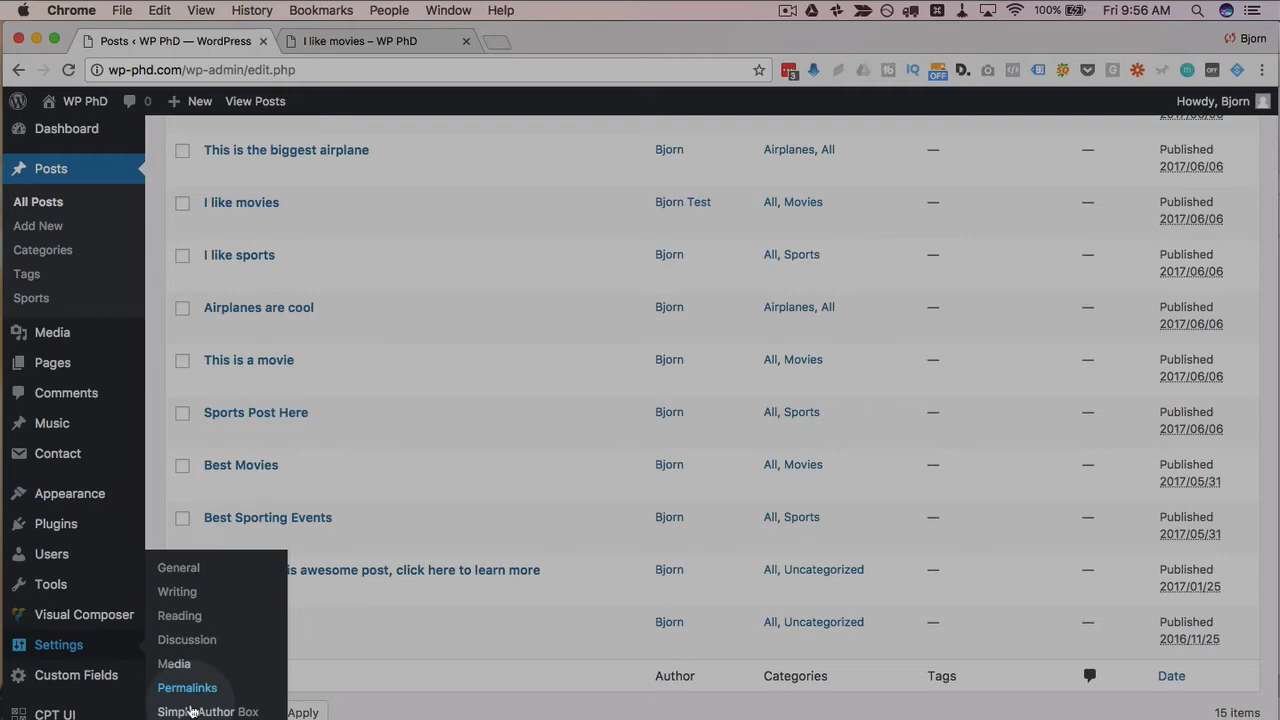 Chrome File Edit View History Bookmarks People Window Help 100% Fri 9:56 AM
Posts ‹ WP PhD — WordPress × I like movies – WP PhD × Bjorn
wp-phd.com/wp-admin/edit.php 3 OFF D. OFF
WP PhD 0 + New View Posts Howdy, Bjorn
Dashboard
Posts
All Posts
Add New
Categories
Tags
Sports
Media
Pages
Comments
Music
Contact
Appearance
Plugins
Users
Tools
Visual Composer
Settings
Custom Fields
CPT UI
General
Writing
Reading
Discussion
Media
Permalinks
2017/06/06
This is the biggest airplane Bjorn Airplanes, All — — Published
2017/06/06
I like movies Bjorn Test All, Movies — — Published
2017/06/06
I like sports Bjorn All, Sports — — Published
2017/06/06
Airplanes are cool Bjorn Airplanes, All — — Published
2017/06/06
This is a movie Bjorn All, Movies — — Published
2017/06/06
Sports Post Here Bjorn All, Sports — — Published
2017/06/06
Best Movies Bjorn All, Movies — — Published
2017/05/31
Best Sporting Events Bjorn All, Sports — — Published
2017/05/31
is awesome post, click here to learn more Bjorn All, Uncategorized — — Published
2017/01/25
Bjorn All, Uncategorized — — Published
2016/11/25
Author Categories Tags Date
Simple Author Box Apply 15 items